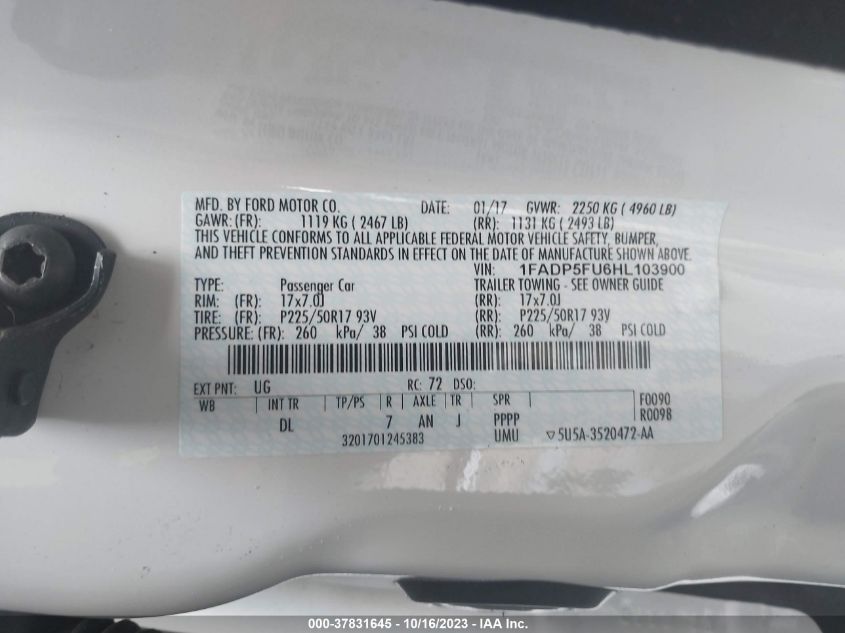 MFD. BY FORD MOTOR CO. DATE: 01/17 GVWR: 2250 KG ( 4960 LB)
GAWR: (FR): 1119 KG ( 2467 LB) (RR): 1131 KG ( 2493 LB)
THIS VEHICLE CONFORMS TO ALL APPLICABLE FEDERAL MOTOR VEHICLE SAFETY, BUMPER,
AND THEFT PREVENTION STANDARDS IN EFFECT ON THE DATE OF MANUFACTURE SHOWN ABOVE.
VIN: 1FADP5FU6HL103900
TYPE: Passenger Car TRAILER TOWING - SEE OWNER GUIDE
RIM: (FR): 17x7.0J (RR): 17x7.0J
TIRE: (FR): P225/50R17 93V (RR): P225/50R17 93V
PRESSURE: (FR): 260 kPa/ 38 PSI COLD (RR): 260 kPa/ 38 PSI COLD
EXT PNT: UG RC: 72 DSO:
WB INT TR TP/PS R AXLE TR SPR F0090
R0098
DL 7 AN J PPPP
3201701245383 UMU ▽5U5A-3520472-AA
000-37831645 - 10/16/2023 - IAA Inc.